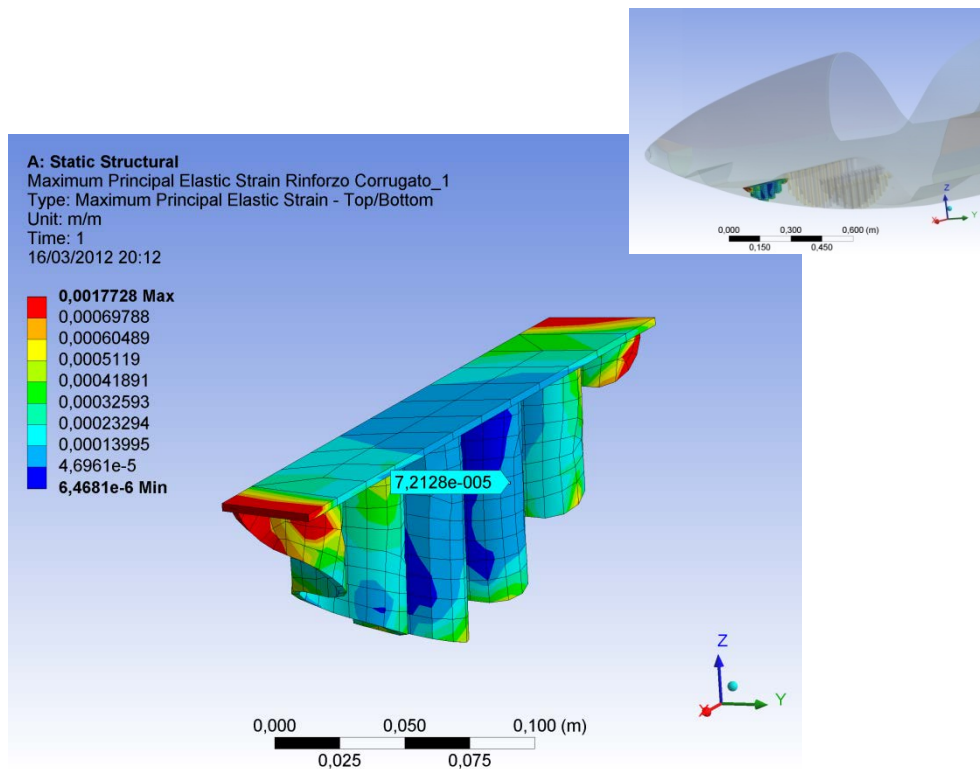 A: Static Structural
Maximum Principal Elastic Strain Rinforzo Corrugato_1
Type: Maximum Principal Elastic Strain - Top/Bottom
Unit: m/m
Time: 1
16/03/2012 20:12
0,0017728 Max
0,00069788
0,00060489
0,0005119
0,00041891
0,00032593
0,00023294
0,00013995
4,6961e-5
6,4681e-6 Min
7,2128e-005
0,000 0,050 0,100 (m)
0,025 0,075
Z
Y
X
0,000 0,300 0,600 (m)
0,150 0,450
Z
Y
X